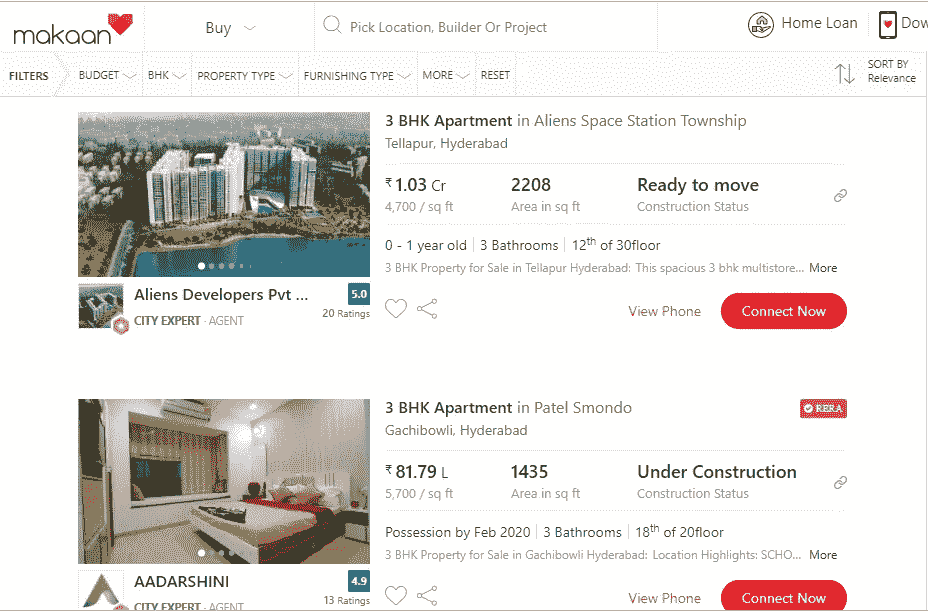 makaan
Buy
Pick Location, Builder Or Project
Home Loan
Dow
FILTERS
BUDGET
BHK
PROPERTY TYPE
FURNISHING TYPE
MORE
RESET
SORT BY
Relevance
3 BHK Apartment in Aliens Space Station Township
Tellapur, Hyderabad
₹ 1.03 Cr
4,700 / sq ft
2208
Area in sq ft
Ready to move
Construction Status
0 - 1 year old
3 Bathrooms
12th of 30floor
3 BHK Property for Sale in Tellapur Hyderabad: This spacious 3 bhk multistore... More
Aliens Developers Pvt ...
5.0
CITY EXPERT - AGENT
20 Ratings
View Phone
Connect Now
3 BHK Apartment in Patel Smondo
RERA
Gachibowli, Hyderabad
₹ 81.79 L
5,700 / sq ft
1435
Area in sq ft
Under Construction
Construction Status
Possession by Feb 2020
3 Bathrooms
18th of 20floor
3 BHK Property for Sale in Gachibowli Hyderabad: Location Highlights: SCHO... More
AADARSHINI
4.9
CITY EXPERT - AGENT
13 Ratings
View Phone
Connect Now